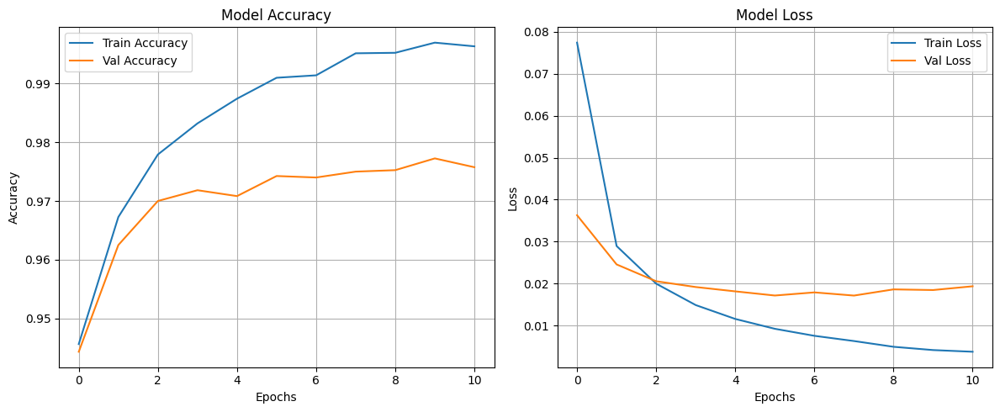 Model Accuracy
Train Accuracy
Val Accuracy
0.99
0.98
0.97
0.96
0.95
Accuracy
0 2 4 6 8 10
Epochs
Model Loss
Train Loss
Val Loss
0.08
0.07
0.06
0.05
0.04
0.03
0.02
0.01
Loss
0 2 4 6 8 10
Epochs